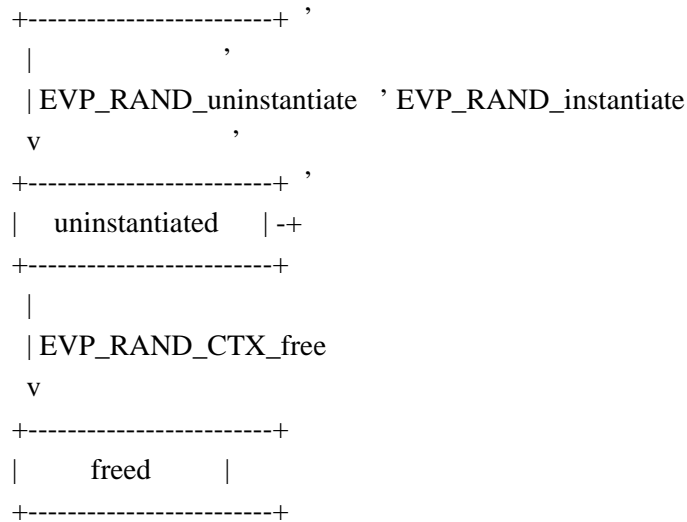 +-------------------------+ ’
| ’
| EVP_RAND_uninstantiate ’ EVP_RAND_instantiate
v ’
+-------------------------+ ’
| uninstantiated | -+
+-------------------------+
|
| EVP_RAND_CTX_free
v
+-------------------------+
| freed |
+-------------------------+